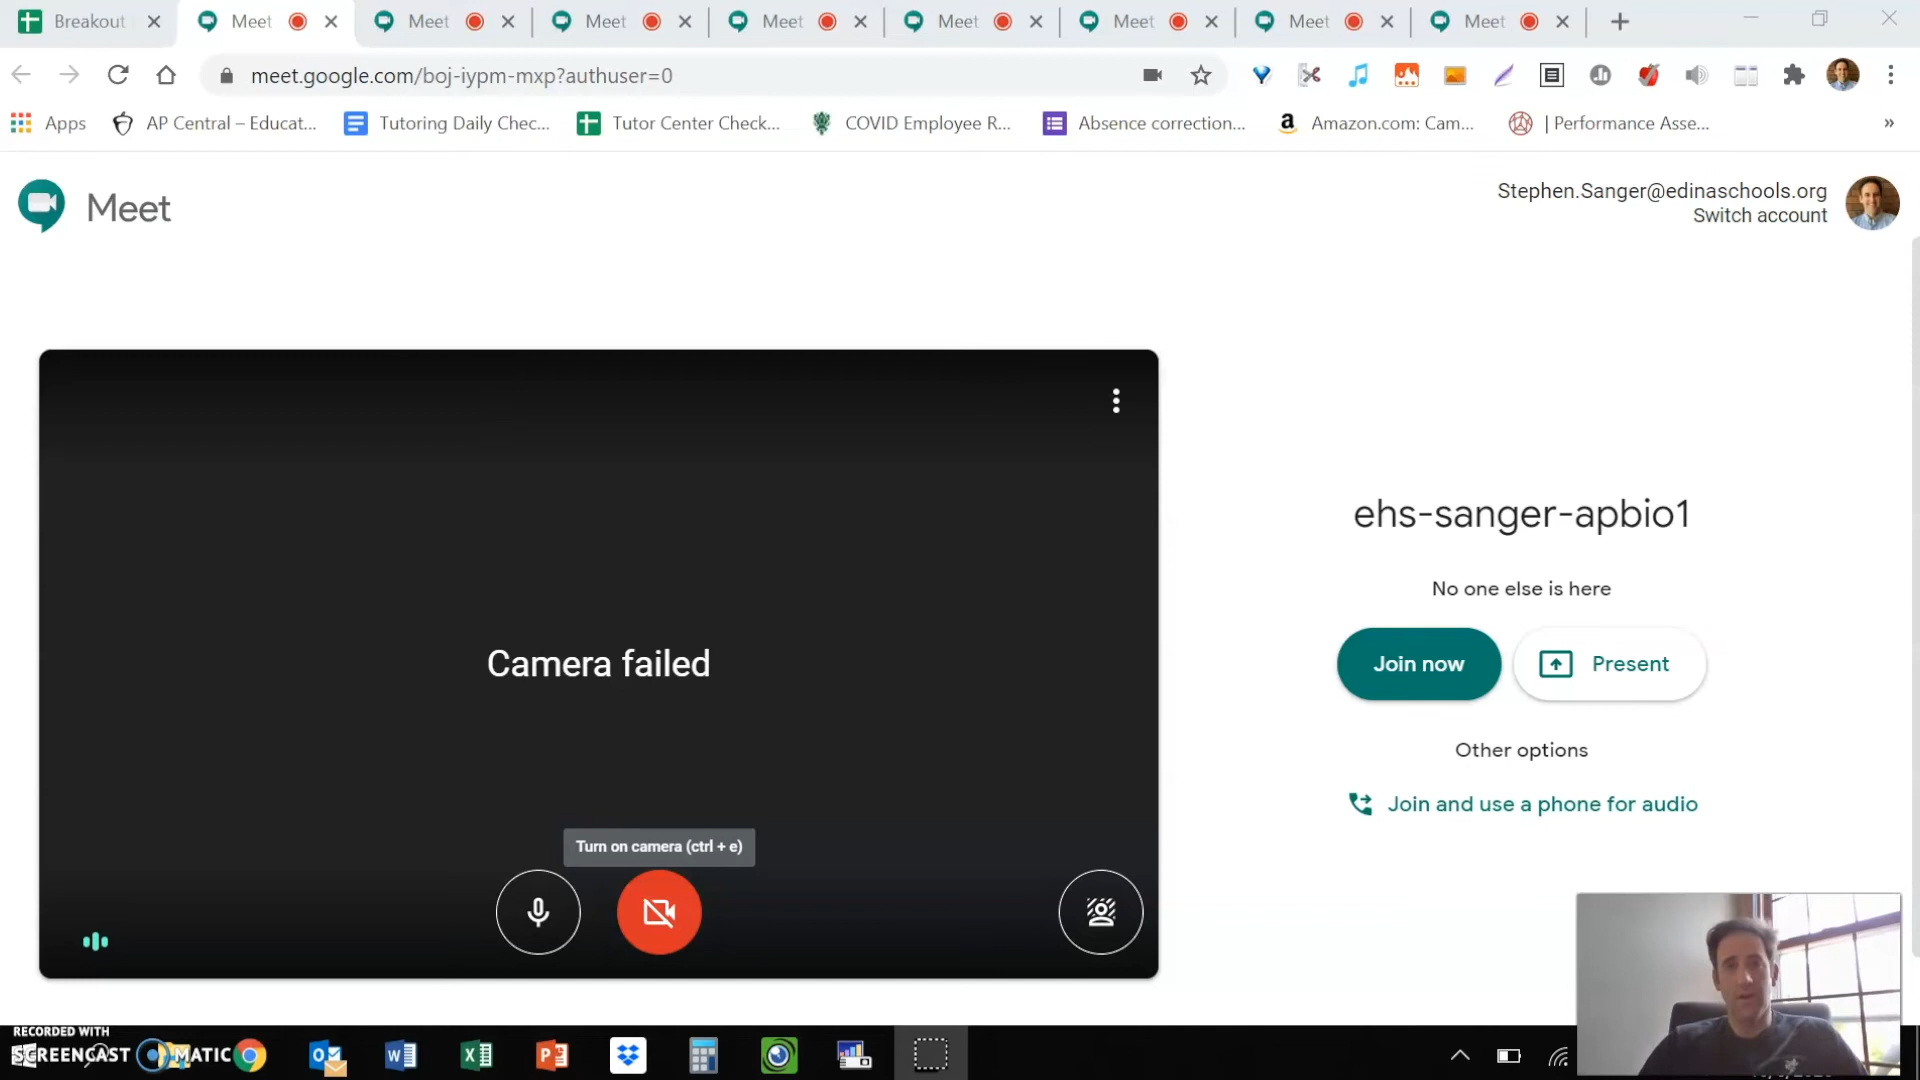 Breakout
Meet
Meet
Meet
Meet
Meet
Meet
Meet
Meet
meet.google.com/boj-iypm-mxp?authuser=0
Apps
AP Central – Educat...
Tutoring Daily Chec...
Tutor Center Check...
COVID Employee R...
Absence correction...
Amazon.com: Cam...
| Performance Asse...
»
Meet
Stephen.Sanger@edinaschools.org
Switch account
Camera failed
ehs-sanger-apbio1
No one else is here
Join now
Present
Other options
Join and use a phone for audio
Turn on camera (ctrl + e)
RECORDED WITH
SCREENCAST MATIC